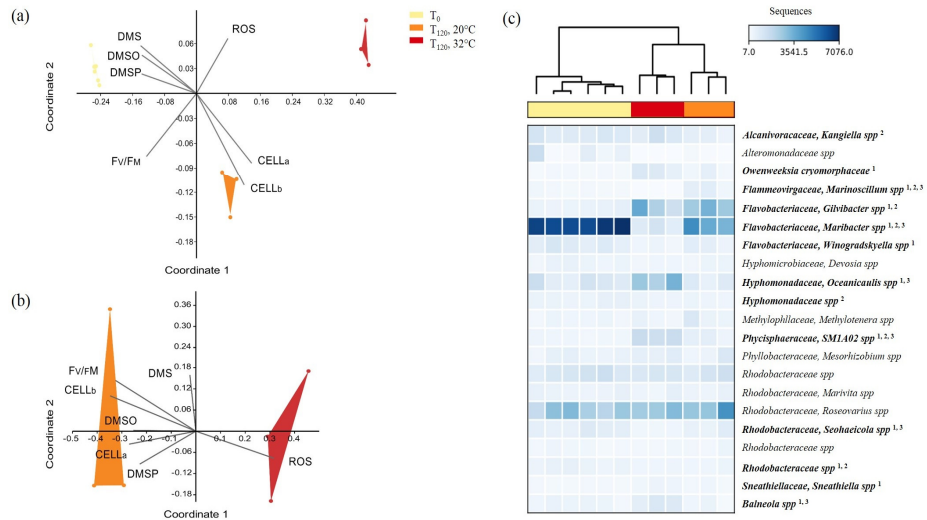 (a)
Coordinate 2
0.06
0.03
-0.03
-0.06
-0.09
-0.12
-0.15
-0.18
-0.24 -0.16 -0.08 0.00 0.08 0.16 0.24 0.32 0.40
DMS
DMSO
DMSP
ROS
FV/FM
CELLa
CELLb
Coordinate 1
T0
T120, 20°C
T120, 32°C
(b)
Coordinate 2
0.36
0.30
0.24
0.18
0.12
0.06
-0.06
-0.12
-0.18
-0.5 -0.4 -0.3 -0.2 -0.1 0.1 0.2 0.3 0.4
FV/FM
CELLb
DMS
DMSO
CELLa
DMSP
ROS
Coordinate 1
(c)
Sequences
7.0 3541.5 7076.0
Alcanivoracaceae, Kangiella spp 2
Alteromonadaceae spp
Owenweeksia cryomorphaceae 1
Flammeovirgaceae, Marinoscillum spp 1, 2, 3
Flavobacteriaceae, Gilvibacter spp 1, 2
Flavobacteriaceae, Maribacter spp 1, 2, 3
Flavobacteriaceae, Winogradskyella spp 1
Hyphomicrobiaceae, Devosia spp
Hyphomonadaceae, Oceanicaulis spp 1, 3
Hyphomonadaceae spp 2
Methylophllaceae, Methylotenera spp
Phycisphaeraceae, SM1A02 spp 1, 2, 3
Phyllobacteraceae, Mesorhizobium spp
Rhodobacteraceae spp
Rhodobacteraceae, Marivita spp
Rhodobacteraceae, Roseovarius spp
Rhodobacteraceae, Seohaeicola spp 1, 3
Rhodobacteraceae spp
Rhodobacteraceae spp 1, 2
Sneathiellaceae, Sneathiella spp 1
Balneola spp 1, 3